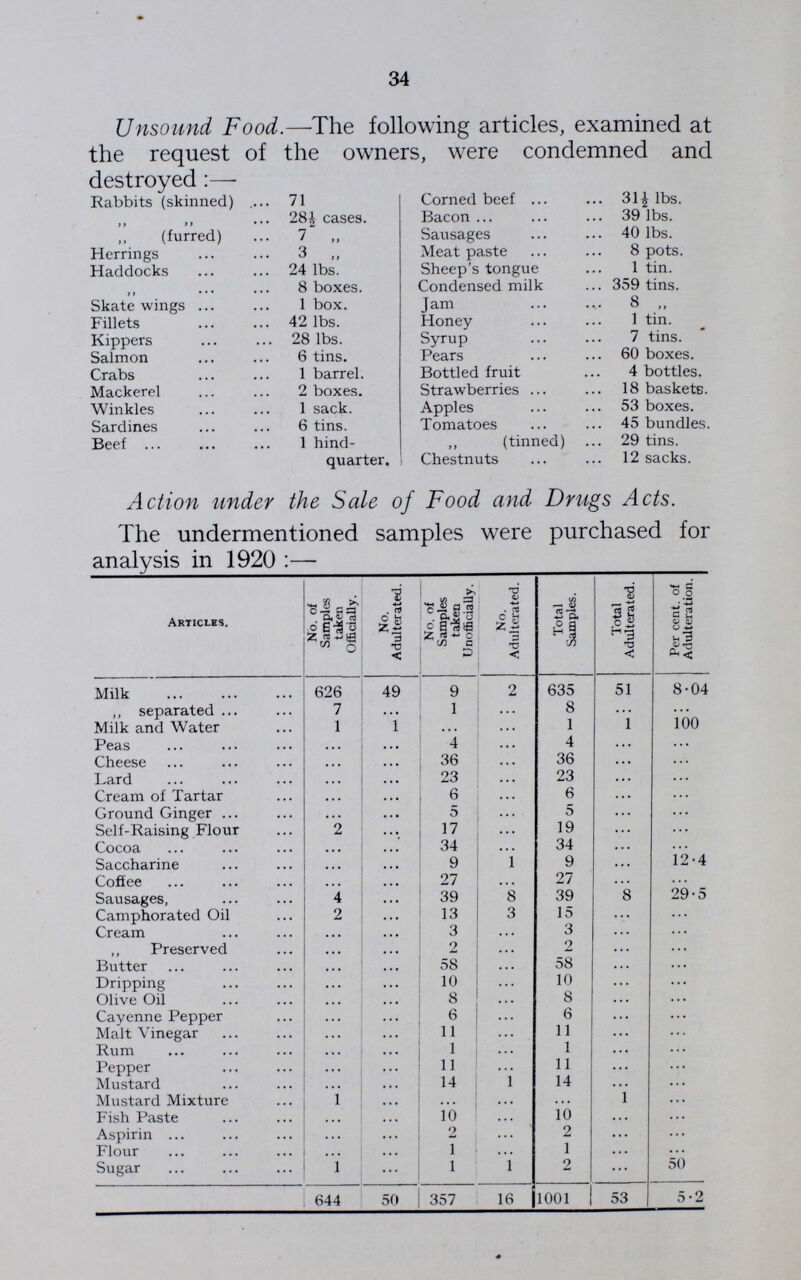 34
Unsound Food.—The following articles, examined at
the request of the owners, were condemned and
destroyed :—
Rabbits (skinned) ... 71
,, ,, ... 28½ cases.
,, (furred) ... 7 ,,
Herrings ... ... 3 ,,
Haddocks ... ... 24 lbs.
,, ... ... 8 boxes.
Skate wings ... ... 1 box.
Fillets ... ... 42 lbs.
Kippers ... ... 28 lbs.
Salmon ... ... 6 tins.
Crabs ... ... 1 barrel.
Mackerel ... ... 2 boxes.
Winkles ... ... 1 sack.
Sardines ... ... 6 tins.
Beef ... ... ... 1 hind-
quarter.
Corned beef ... ... 31½ lbs.
Bacon ... ... ... 39 lbs.
Sausages ... ... 40 lbs.
Meat paste ... ... 8 pots.
Sheep's tongue ... 1 tin.
Condensed milk ... 359 tins.
Jam ... ... 8 ,,
Honey ... ... 1 tin.
Syrup ... ... 7 tins.
Pears ... ... 60 boxes.
Bottled fruit ... 4 bottles.
Strawberries ... ... 18 baskets.
Apples ... ... 53 boxes.
Tomatoes ... ... 45 bundles.
,, (tinned) ... 29 tins.
Chestnuts ... ... 12 sacks.
Action under the Sale of Food and Drugs Acts.
The undermentioned samples were purchased for
analysis in 1920 :—
Articles. No. of Samples taken Officially. No. Adulterated. No. of Samples taken Unofficially. No. Adulterated. Total Samples. Total Adulterated. Per cent. of Adulteration.
Milk ... ... ... 626 49 9 2 635 51 8·04
,, separated ... ... 7 ... 1 ... 8 ... ...
Milk and Water ... 1 1 ... ... 1 1 100
Peas ... ... ... ... ... 4 ... 4 ... ...
Cheese ... ... ... ... ... 36 ... 36 ... ...
Lard ... ... ... ... ... 23 ... 23 ... ...
Cream of Tartar ... ... ... 6 ... 6 ... ...
Ground Ginger ... ... ... ... 5 ... 5 ... ...
Self-Raising Flour ... 2 ... 17 ... 19 ... ...
Cocoa ... ... ... ... ... 34 ... 34 ... ...
Saccharine ... ... ... ... 9 1 9 ... 12·4
Coffee ... ... ... ... ... 27 ... 27 ... ...
Sausages, ... ... 4 ... 39 8 39 8 29·5
Camphorated Oil ... 2 ... 13 3 15 ... ...
Cream ... ... ... ... ... 3 ... 3 ... ...
,, Preserved ... ... ... 2 ... 2 ... ...
Butter ... ... ... ... ... 58 ... 58 ... ...
Dripping ... ... ... ... 10 ... 10 ... ...
Olive Oil ... ... ... ... 8 ... 8 ... ...
Cayenne Pepper ... ... ... 6 ... 6 ... ...
Malt Vinegar ... ... ... ... 11 ... 11 ... ...
Rum ... ... ... ... ... 1 ... 1 ... ...
Pepper ... ... ... ... 11 ... 11 ... ...
Mustard ... ... ... ... 14 1 14 ... ...
Mustard Mixture ... 1 ... ... ... ... 1 ...
Fish Paste ... ... ... ... 10 ... 10 ... ...
Aspirin ... ... ... ... ... 2 ... 2 ... ...
Flour ... ... ... ... ... 1 ... 1 ... ...
Sugar ... ... ... 1 ... 1 1 2 ... 50
644 50 357 16 1001 53 5·2